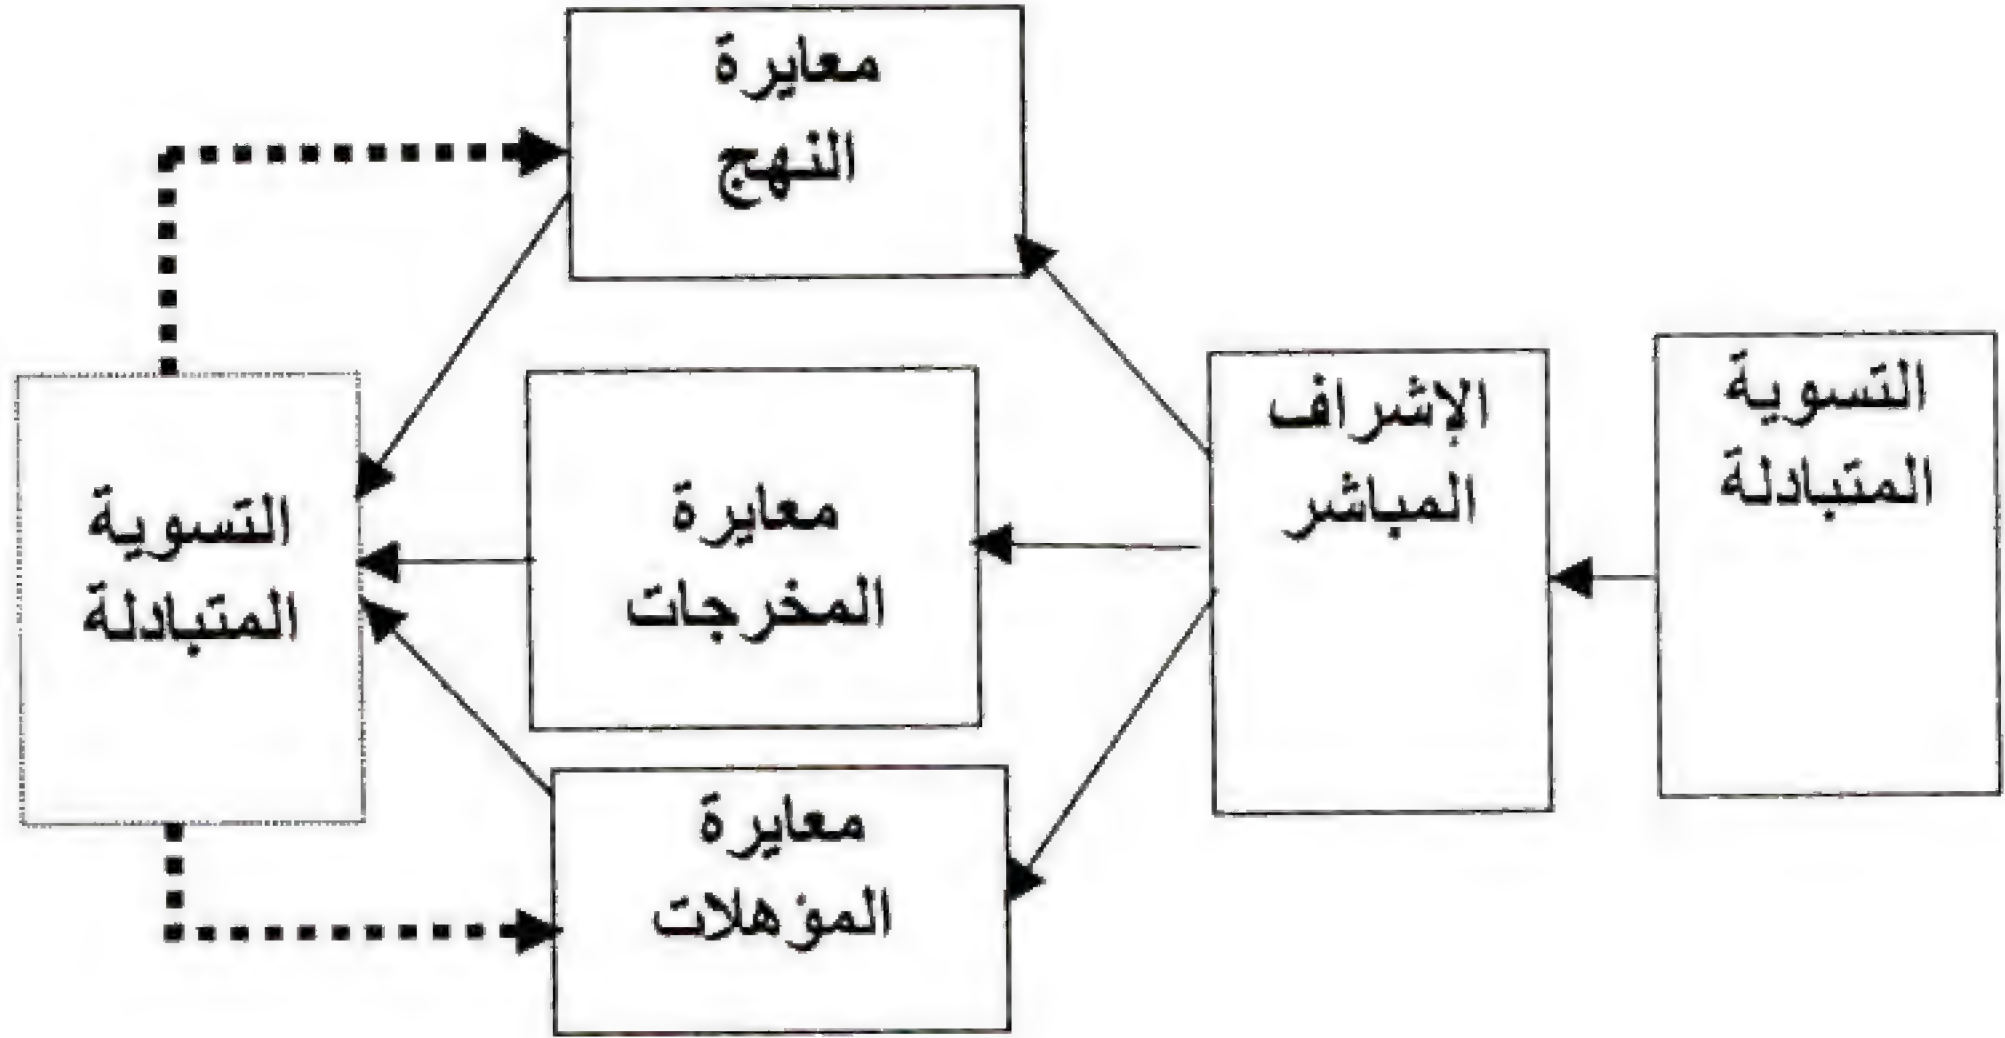 التسوية
المتبادلة
الإشراف
المباشر
معايرة
النهج
معايرة
المخرجات
معايرة
المؤهلات
التسوية
المتبادلة